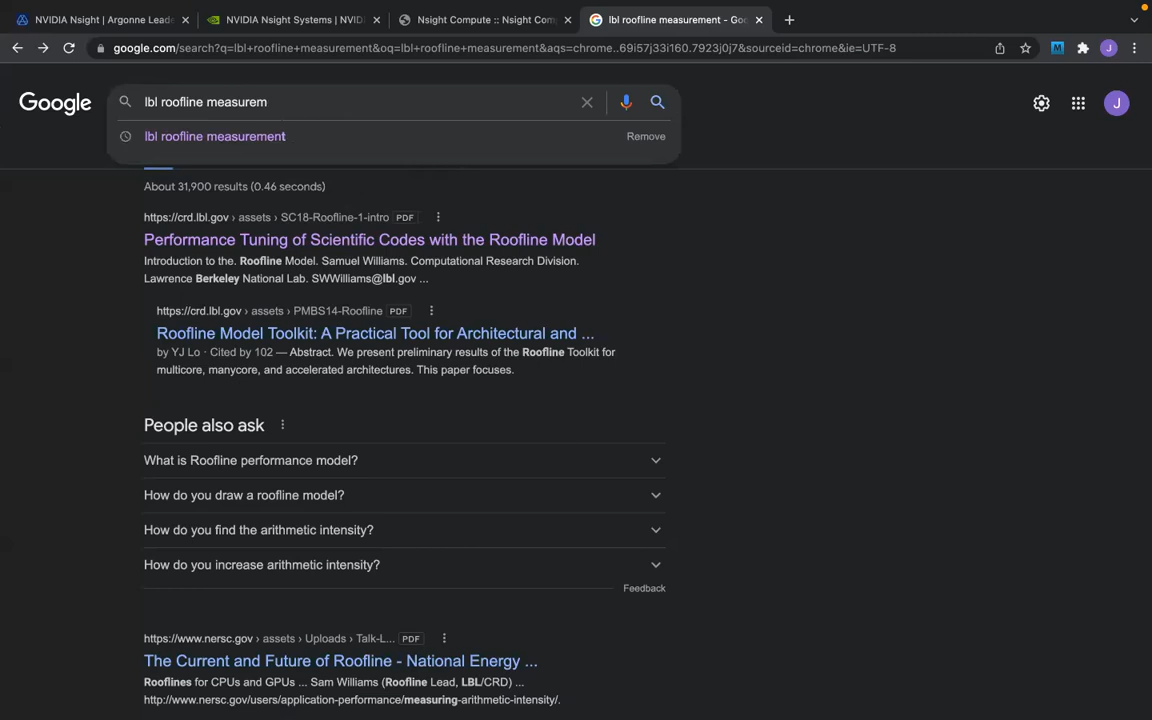 NVIDIA Nsight | Argonne Leade
NVIDIA Nsight Systems | NVID
Nsight Compute :: Nsight Com
lbl roofline measurement - Goo
google.com/search?q=lbl+roofline+measurement&oq=lbl+roofline+measurement&aqs=chrome..69i57j33i160.7923j0j7&sourceid=chrome&ie=UTF-8
M
J
Google
lbl roofline measurem
J
lbl roofline measurement
Remove
About 31,900 results (0.46 seconds)
https://crd.lbl.gov › assets › SC18-Roofline-1-intro PDF
Performance Tuning of Scientific Codes with the Roofline Model
Introduction to the. Roofline Model. Samuel Williams. Computational Research Division.
Lawrence Berkeley National Lab. SWWilliams@lbl.gov ...
https://crd.lbl.gov › assets › PMBS14-Roofline PDF
Roofline Model Toolkit: A Practical Tool for Architectural and ...
by YJ Lo · Cited by 102 — Abstract. We present preliminary results of the Roofline Toolkit for
multicore, manycore, and accelerated architectures. This paper focuses.
People also ask
What is Roofline performance model?
How do you draw a roofline model?
How do you find the arithmetic intensity?
How do you increase arithmetic intensity?
Feedback
https://www.nersc.gov › assets › Uploads › Talk-L... PDF
The Current and Future of Roofline - National Energy ...
Rooflines for CPUs and GPUs ... Sam Williams (Roofline Lead, LBL/CRD) ...
http://www.nersc.gov/users/application-performance/measuring-arithmetic-intensity/.